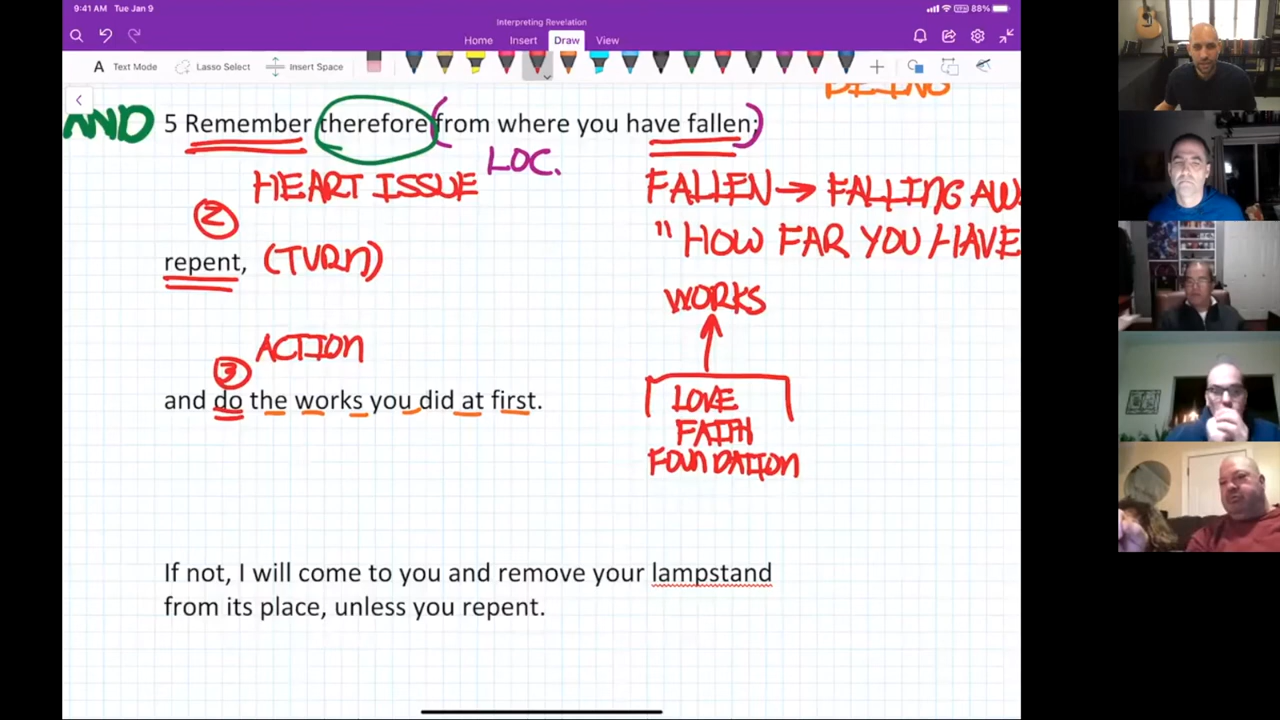 9:41 AM Tue Jan 9
88%
Interpreting Revelation
Home Insert Draw View
Text Mode Lasso Select Insert Space
AND 5 Remember therefore (from where you have fallen;)
LOC.
HEART ISSUE
FALLEN → FALLING AW
2
"HOW FAR YOU HAVE
repent, (TURN)
WORKS
ACTION
3
and do the works you did at first.
LOVE
FAITH
FOUNDATION
If not, I will come to you and remove your lampstand
from its place, unless you repent.